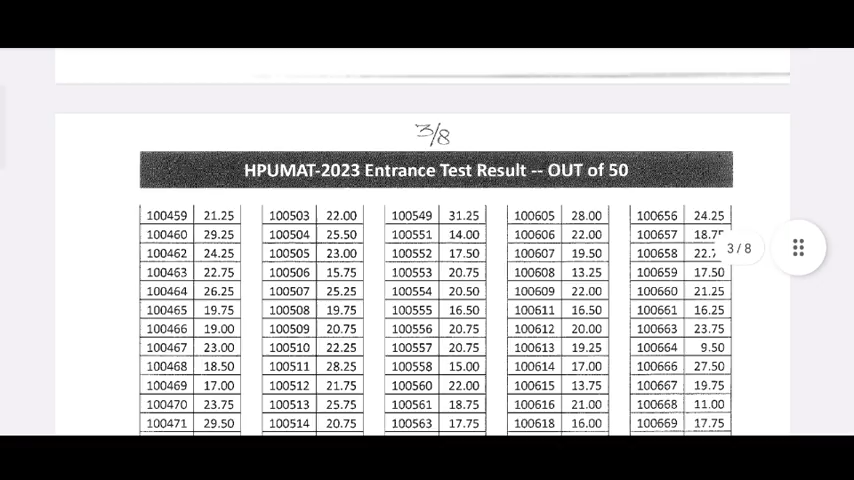 3/8
HPUMAT-2023 Entrance Test Result -- OUT of 50
100459 21.25 100503 22.00 100549 31.25 100605 28.00 100656 24.25
100460 29.25 100504 25.50 100551 14.00 100606 22.00 100657
100462 24.25 100505 23.00 100552 17.50 100607 19.50 100658 3/8
100463 22.75 100506 15.75 100553 20.75 100608 13.25 100659 17.50
100464 26.25 100507 25.25 100554 20.50 100609 22.00 100660 21.25
100465 19.75 100508 19.75 100555 16.50 100611 16.50 100661 16.25
100466 19.00 100509 20.75 100556 20.75 100612 20.00 100663 23.75
100467 23.00 100510 22.25 100557 20.75 100613 19.25 100664 9.50
100468 18.50 100511 28.25 100558 15.00 100614 17.00 100666 27.50
100469 17.00 100512 21.75 100560 22.00 100615 13.75 100667 19.75
100470 23.75 100513 25.75 100561 18.75 100616 21.00 100668 11.00
100471 29.50 100514 20.75 100563 17.75 100618 16.00 100669 17.75